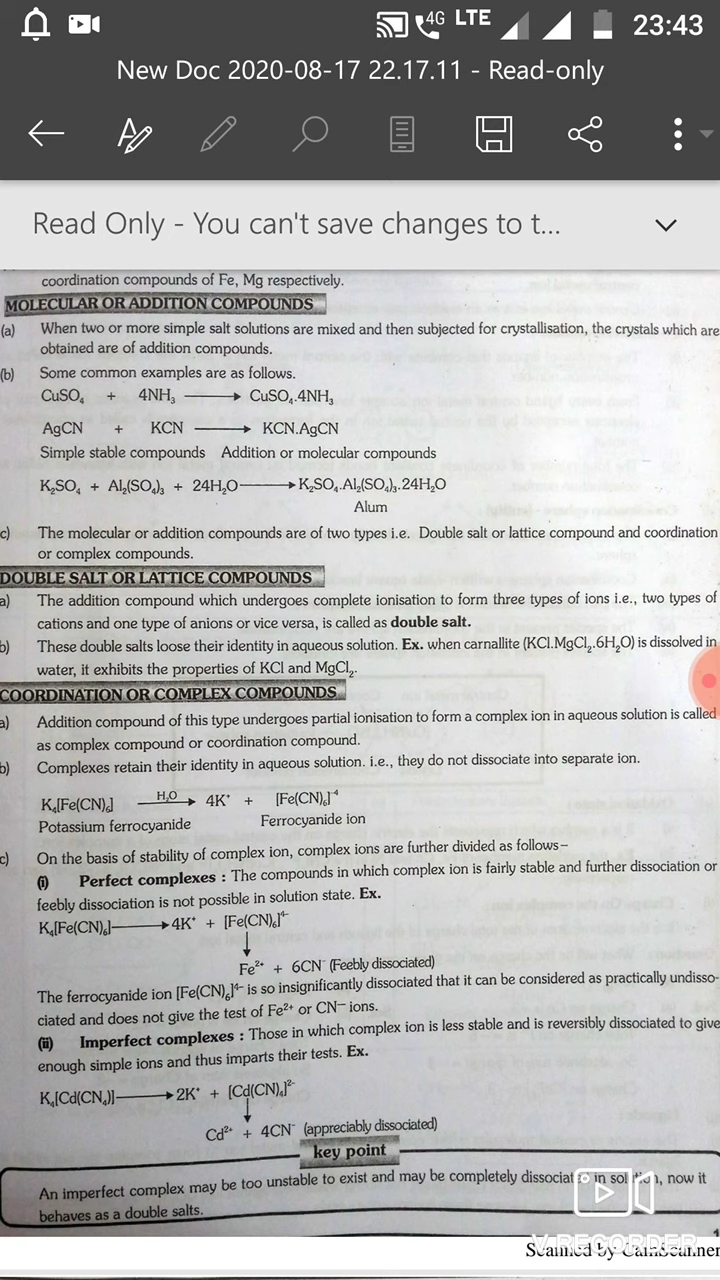 4G LTE 23:43
New Doc 2020-08-17 22.17.11 - Read-only
Read Only - You can't save changes to t...
coordination compounds of Fe, Mg respectively.
MOLECULAR OR ADDITION COMPOUNDS
(a) When two or more simple salt solutions are mixed and then subjected for crystallisation, the crystals which are
obtained are of addition compounds.
(b) Some common examples are as follows.
CuSO₄ + 4NH₃ ⟶ CuSO₄.4NH₃
AgCN + KCN ⟶ KCN.AgCN
Simple stable compounds Addition or molecular compounds
K₂SO₄ + Al₂(SO₄)₃ + 24H₂O ⟶ K₂SO₄.Al₂(SO₄)₃.24H₂O
Alum
c) The molecular or addition compounds are of two types i.e. Double salt or lattice compound and coordination
or complex compounds.
DOUBLE SALT OR LATTICE COMPOUNDS
a) The addition compound which undergoes complete ionisation to form three types of ions i.e., two types of
cations and one type of anions or vice versa, is called as double salt.
b) These double salts loose their identity in aqueous solution. Ex. when carnallite (KCl.MgCl₂.6H₂O) is dissolved in
water, it exhibits the properties of KCl and MgCl₂.
COORDINATION OR COMPLEX COMPOUNDS
a) Addition compound of this type undergoes partial ionisation to form a complex ion in aqueous solution is called
as complex compound or coordination compound.
b) Complexes retain their identity in aqueous solution. i.e., they do not dissociate into separate ion.
H₂O
K₄[Fe(CN)₆] ⟶ 4K⁺ + [Fe(CN)₆]⁻⁴
Potassium ferrocyanide Ferrocyanide ion
c) On the basis of stability of complex ion, complex ions are further divided as follows–
(i) Perfect complexes : The compounds in which complex ion is fairly stable and further dissociation or
feebly dissociation is not possible in solution state. Ex.
K₄[Fe(CN)₆] ⟶ 4K⁺ + [Fe(CN)₆]⁴⁻
↓
Fe²⁺ + 6CN⁻ (Feebly dissociated)
The ferrocyanide ion [Fe(CN)₆]⁴⁻ is so insignificantly dissociated that it can be considered as practically undisso-
ciated and does not give the test of Fe²⁺ or CN⁻ ions.
(ii) Imperfect complexes : Those in which complex ion is less stable and is reversibly dissociated to give
enough simple ions and thus imparts their tests. Ex.
K₄[Cd(CN₄)] ⟶ 2K⁺ + [Cd(CN)₄]²⁻
↓
Cd²⁺ + 4CN⁻ (appreciably dissociated)
key point
An imperfect complex may be too unstable to exist and may be completely dissociated in solution, now it
behaves as a double salts.
1
V RECORDER
Scanned by CamScanner